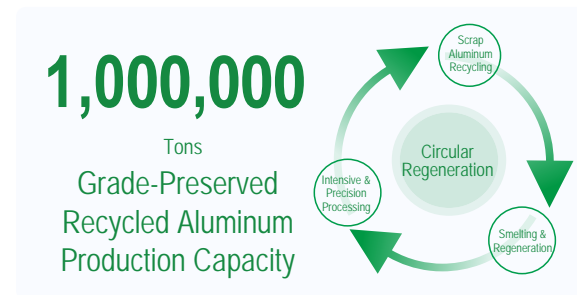 1,000,000
Tons
Grade-Preserved
Recycled Aluminum
Production Capacity
Scrap
Aluminum
Recycling
Circular
Regeneration
Intensive &
Precision
Processing
Smelting &
Regeneration